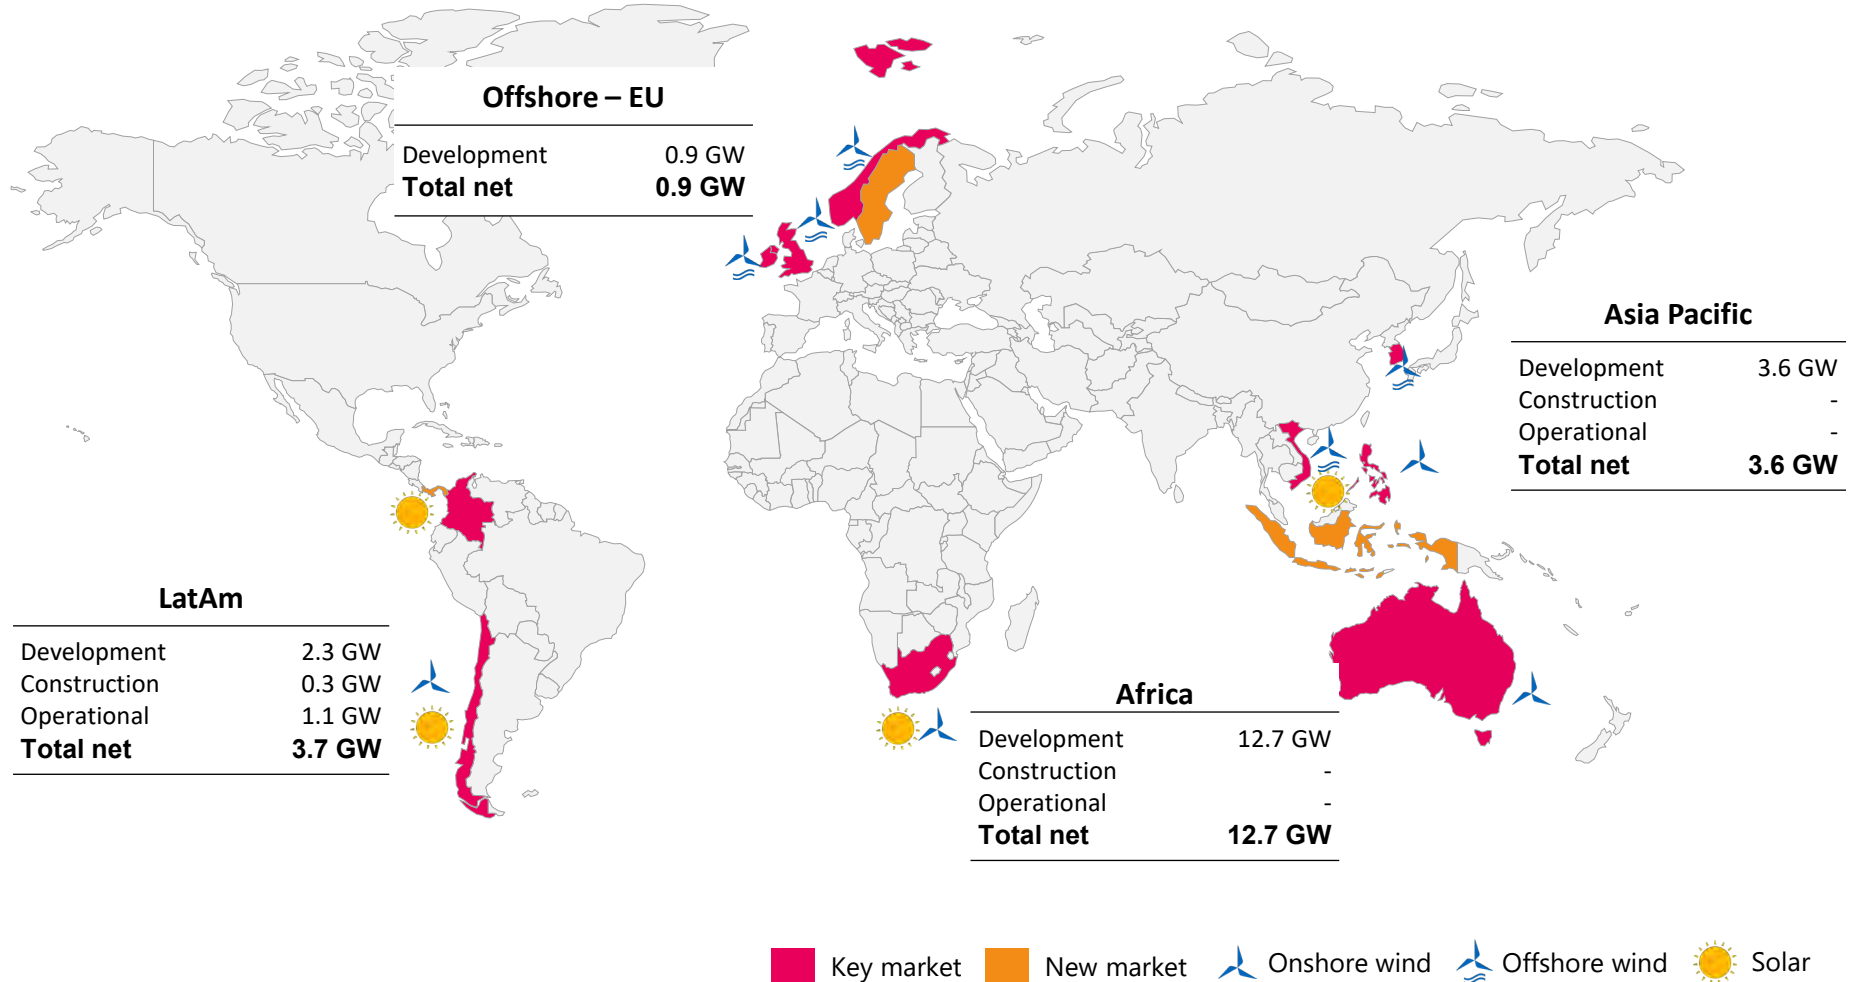 Offshore – EU
Development 0.9 GW
Total net 0.9 GW
Asia Pacific
Development 3.6 GW
Construction -
Operational -
Total net 3.6 GW
LatAm
Development 2.3 GW
Construction 0.3 GW
Operational 1.1 GW
Total net 3.7 GW
Africa
Development 12.7 GW
Construction -
Operational -
Total net 12.7 GW
Key market New market Onshore wind Offshore wind Solar